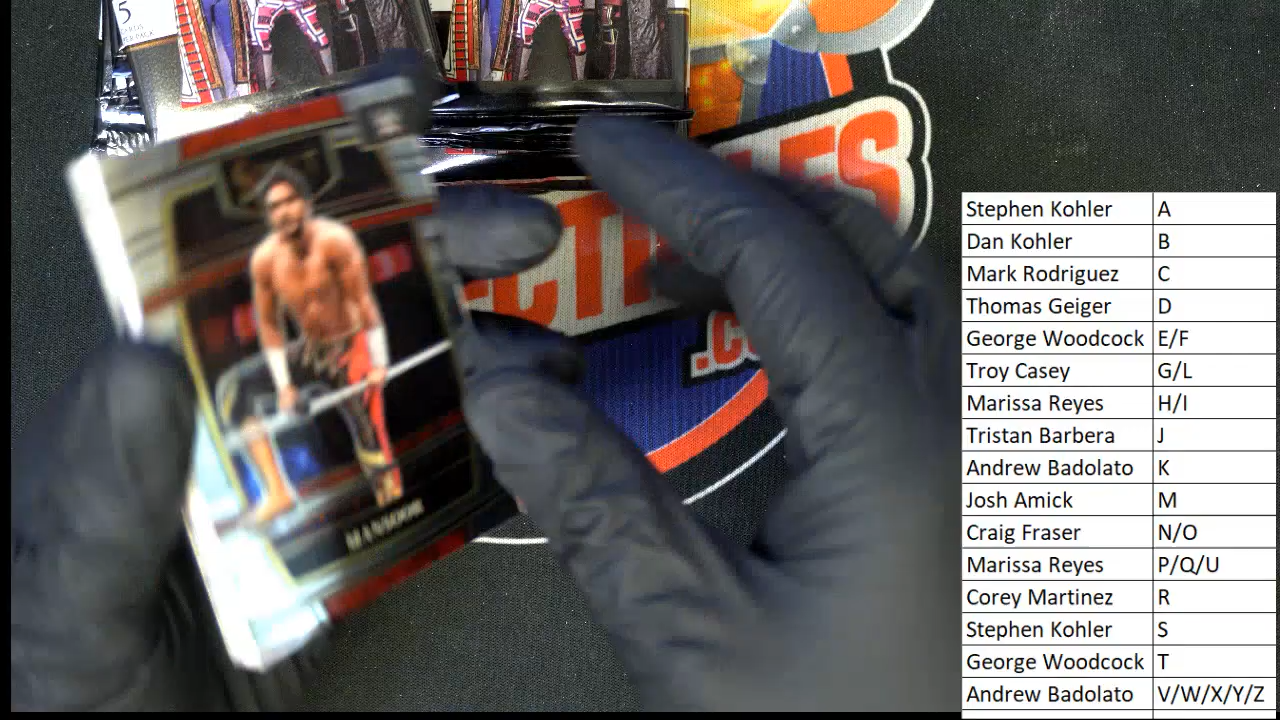 5
MANSOOR
Stephen Kohler A
Dan Kohler B
Mark Rodriguez C
Thomas Geiger D
George Woodcock E/F
Troy Casey G/L
Marissa Reyes H/I
Tristan Barbera J
Andrew Badolato K
Josh Amick M
Craig Fraser N/O
Marissa Reyes P/Q/U
Corey Martinez R
Stephen Kohler S
George Woodcock T
Andrew Badolato V/W/X/Y/Z